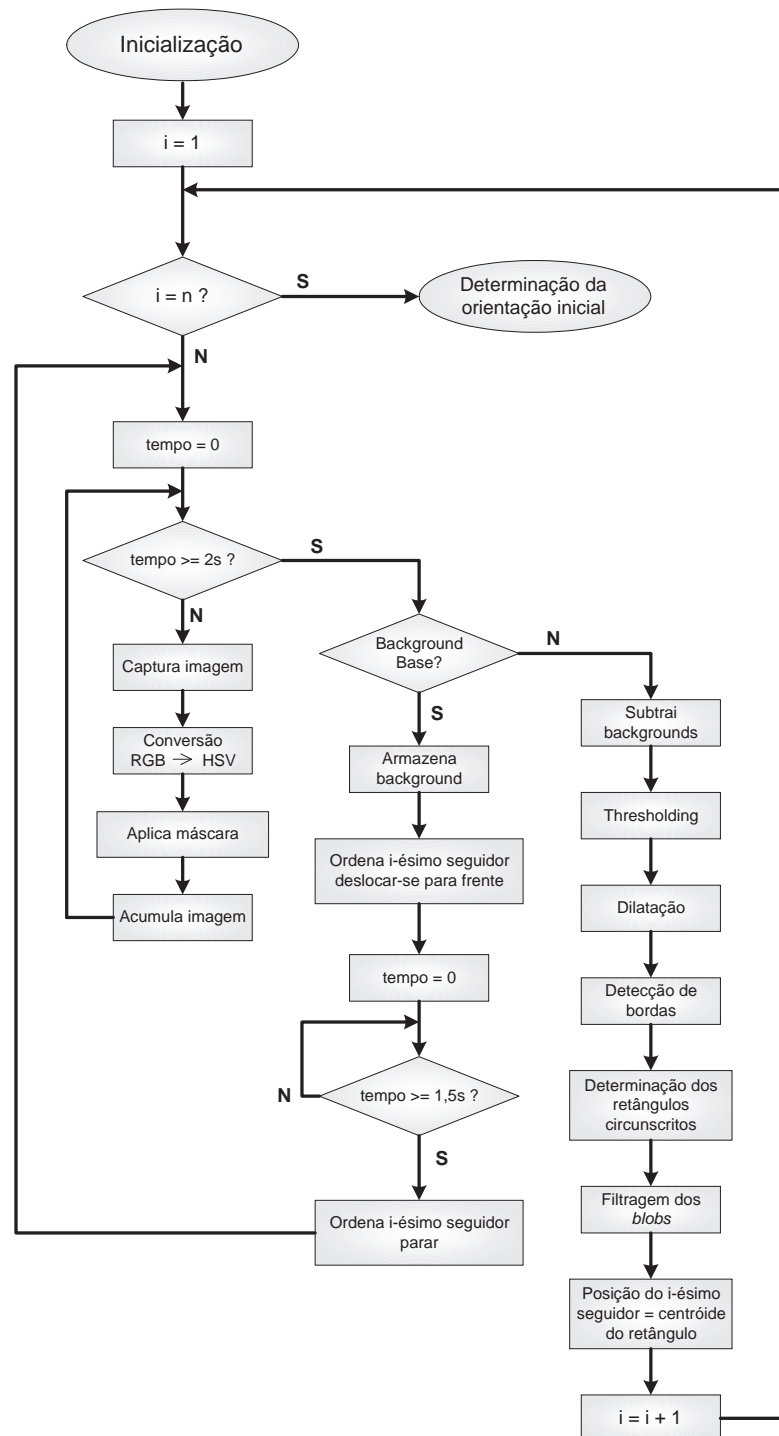 Inicialização
i = 1
i = n ?
S
Determinação da
orientação inicial
N
tempo = 0
tempo >= 2s ?
S
N
Captura imagem
Conversão
RGB → HSV
Aplica máscara
Acumula imagem
Background
Base?
N
S
Armazena
background
Ordena i-ésimo seguidor
deslocar-se para frente
tempo = 0
tempo >= 1,5s ?
N
S
Ordena i-ésimo seguidor
parar
Subtrai
backgrounds
Thresholding
Dilatação
Detecção de
bordas
Determinação dos
retângulos
circunscritos
Filtragem dos
blobs
Posição do i-ésimo
seguidor = centróide
do retângulo
i = i + 1